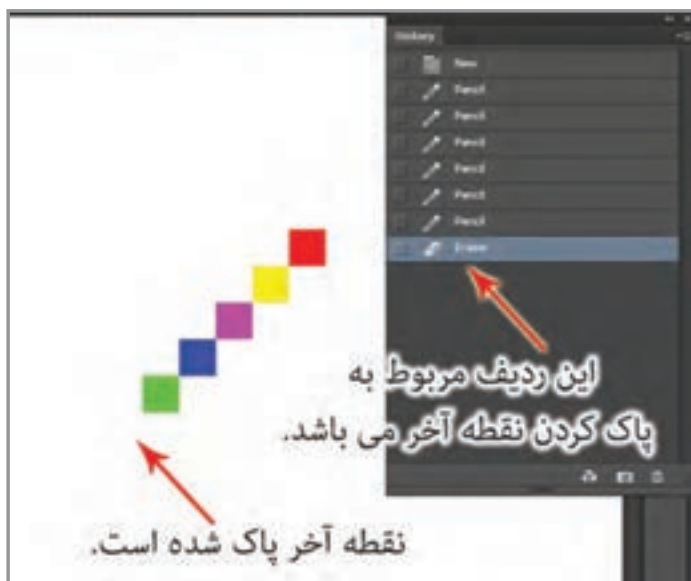 History
New
Pencil
Pencil
Pencil
Pencil
Pencil
Pencil
Eraser
این ردیف مربوط به
پاک کردن نقطه آخر می باشد.
نقطه آخر پاک شده است.